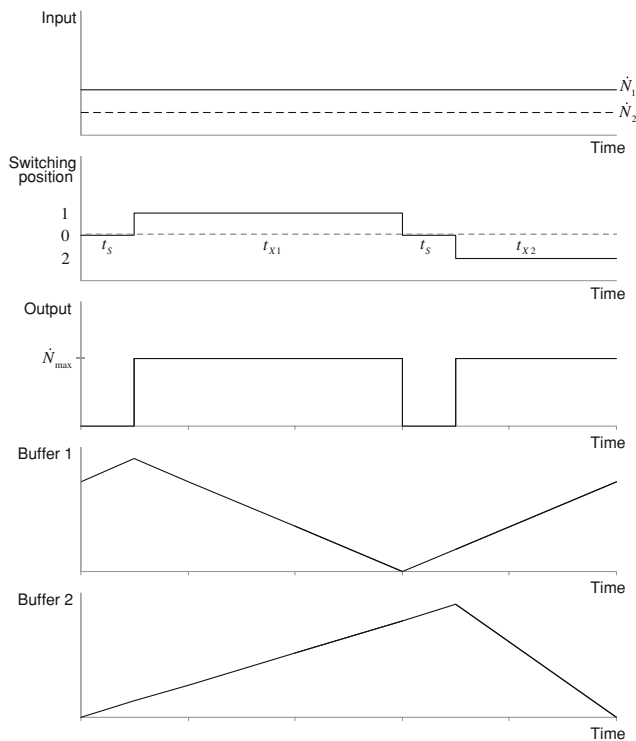 Input
Ṅ1
Ṅ2
Time
Switching
position
1
0
2
tS
tX1
tS
tX2
Time
Output
Ṅmax
Time
Buffer 1
Time
Buffer 2
Time